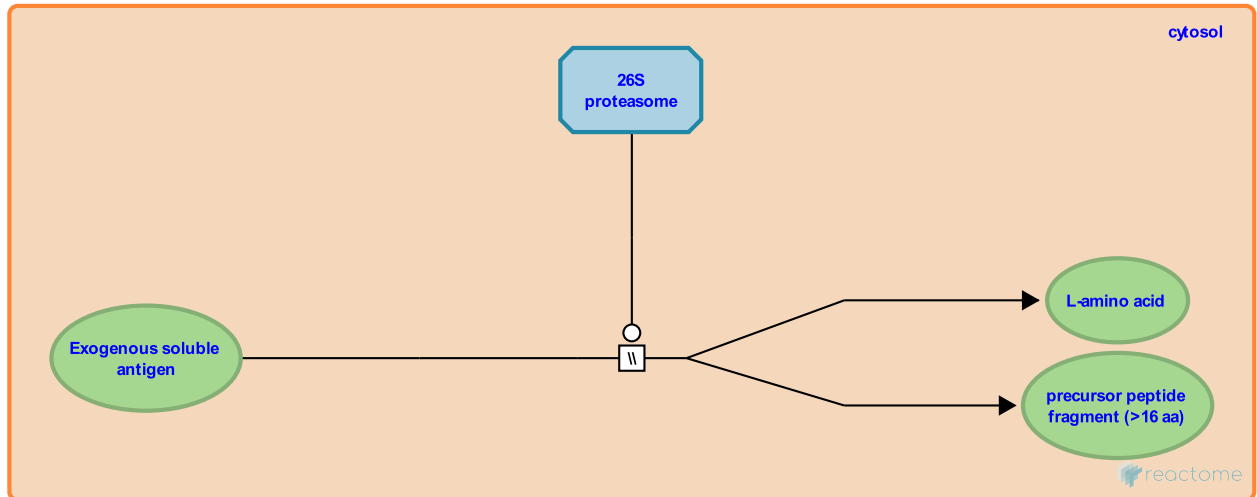 cytosol
26S
proteasome
Exogenous soluble
antigen
\\
L-amino acid
precursor peptide
fragment (>16 aa)
reactome